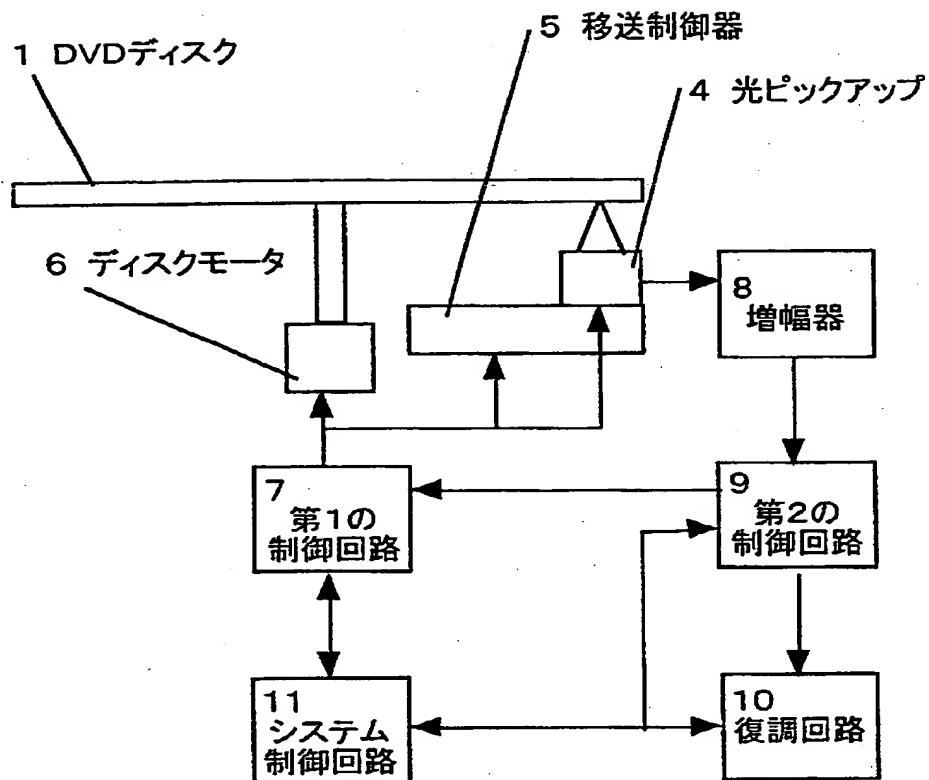 5 移送制御器
1 DVDディスク
4 光ピックアップ
6 ディスクモータ
8
増幅器
7
第1の
制御回路
9
第2の
制御回路
11
システム
制御回路
10
復調回路